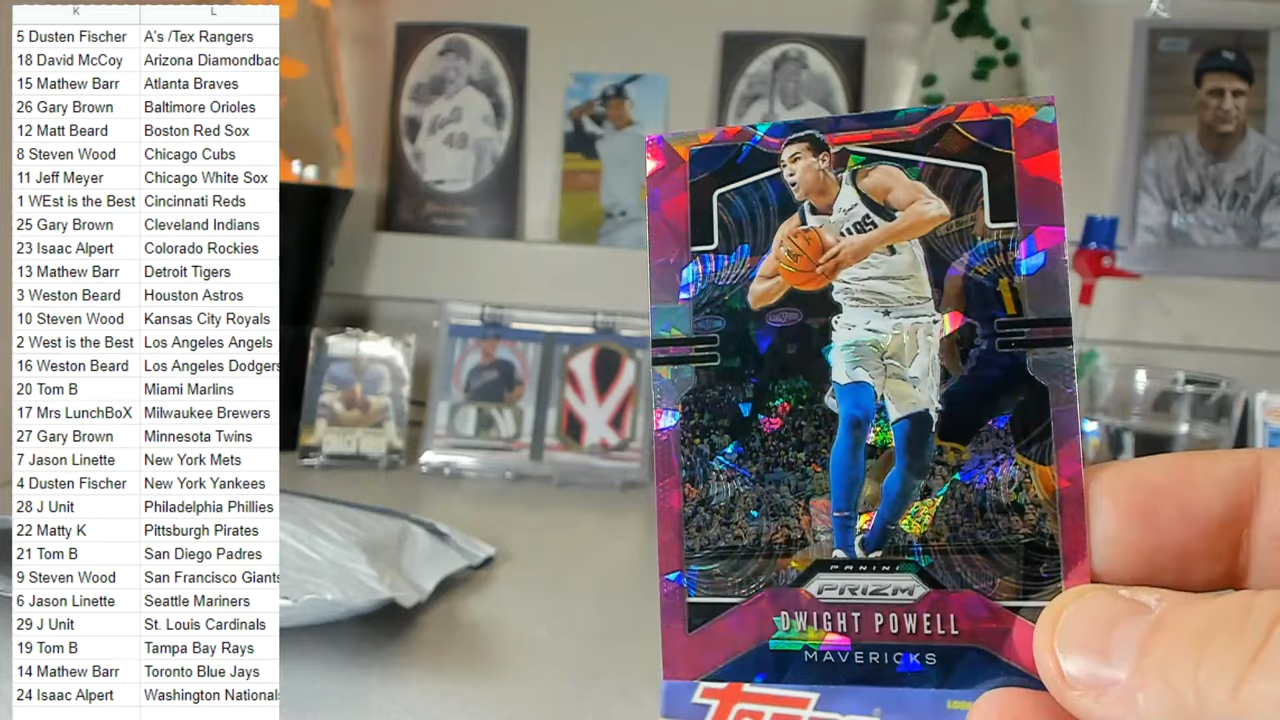 K L
5 Dusten Fischer A's /Tex Rangers
18 David McCoy Arizona Diamondbac
15 Mathew Barr Atlanta Braves
26 Gary Brown Baltimore Orioles
12 Matt Beard Boston Red Sox
8 Steven Wood Chicago Cubs
11 Jeff Meyer Chicago White Sox
1 WEst is the Best Cincinnati Reds
25 Gary Brown Cleveland Indians
23 Isaac Alpert Colorado Rockies
13 Mathew Barr Detroit Tigers
3 Weston Beard Houston Astros
10 Steven Wood Kansas City Royals
2 West is the Best Los Angeles Angels
16 Weston Beard Los Angeles Dodgers
20 Tom B Miami Marlins
17 Mrs LunchBoX Milwaukee Brewers
27 Gary Brown Minnesota Twins
7 Jason Linette New York Mets
4 Dusten Fischer New York Yankees
28 J Unit Philadelphia Phillies
22 Matty K Pittsburgh Pirates
21 Tom B San Diego Padres
9 Steven Wood San Francisco Giants
6 Jason Linette Seattle Mariners
29 J Unit St. Louis Cardinals
19 Tom B Tampa Bay Rays
14 Mathew Barr Toronto Blue Jays
24 Isaac Alpert Washington National
Mets
48
NEW YORK
1
PANINI
PRIZM
DWIGHT POWELL
MAVERICKS
Topps